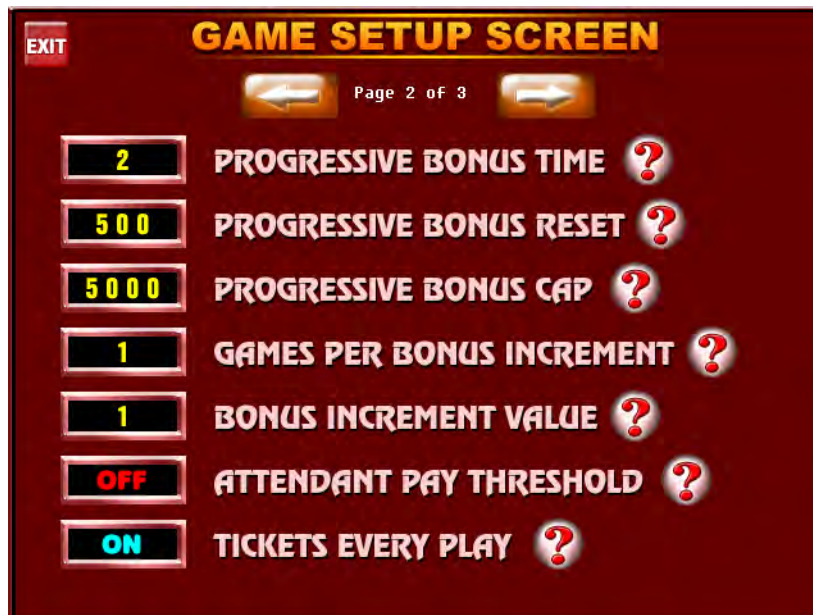 EXIT
GAME SETUP SCREEN
Page 2 of 3
2 PROGRESSIVE BONUS TIME ?
500 PROGRESSIVE BONUS RESET ?
5000 PROGRESSIVE BONUS CAP ?
1 GAMES PER BONUS INCREMENT ?
1 BONUS INCREMENT VALUE ?
OFF ATTENDANT PAY THRESHOLD ?
ON TICKETS EVERY PLAY ?